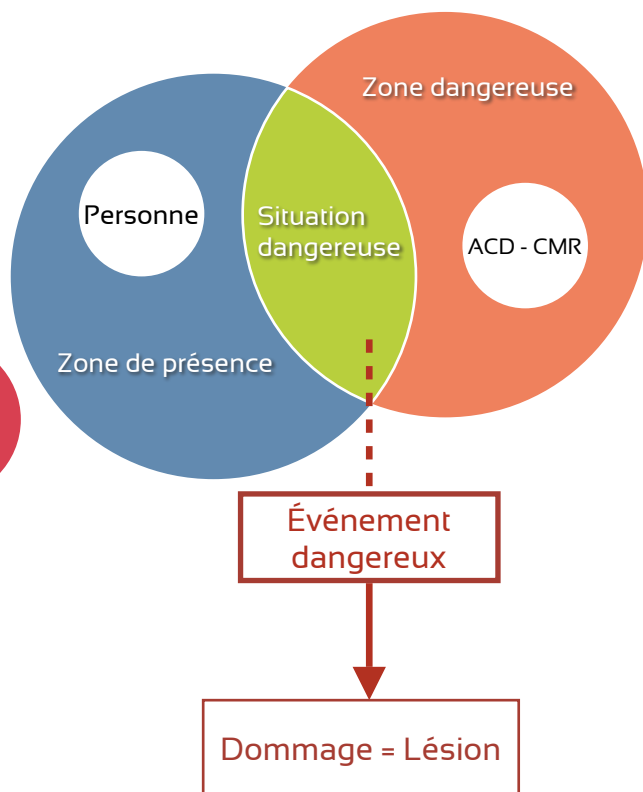 Zone dangereuse
Personne
Situation
dangereuse
ACD - CMR
Zone de présence
Événement
dangereux
Dommage = Lésion